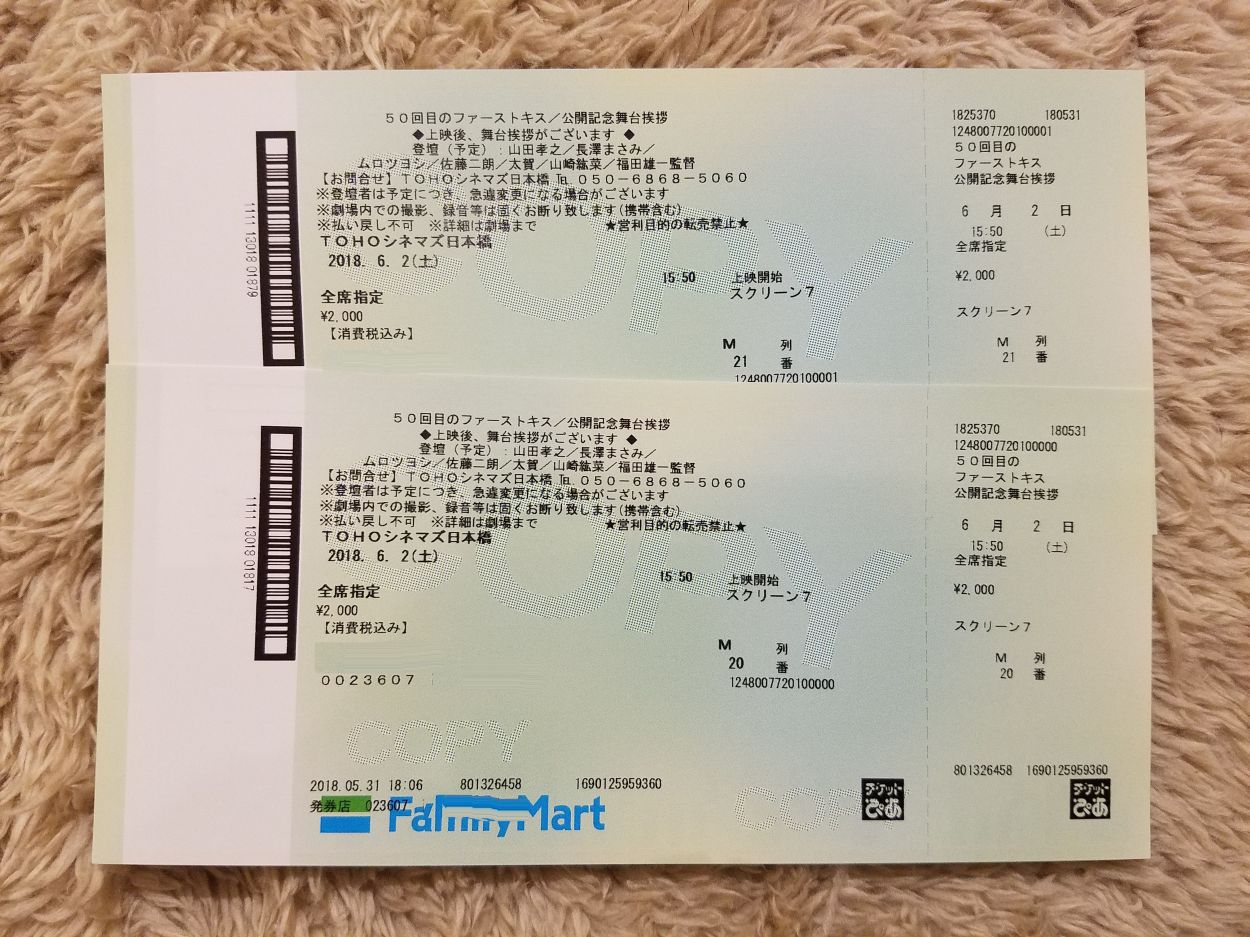 ５０回目のファーストキス／公開記念舞台挨拶
◆上映後、舞台挨拶がございます ◆
登壇（予定）：山田孝之／長澤まさみ／
ムロツヨシ／佐藤二朗／太賀／山崎紘菜／福田雄一監督
【お問合せ】ＴＯＨＯシネマズ日本橋 ℡０５０－６８６８－５０６０
※登壇者は予定につき、急遽変更になる場合がございます
※劇場内での撮影、録音等は固くお断り致します(携帯含む)
※払い戻し不可　※詳細は劇場まで　★営利目的の転売禁止★
ＴＯＨＯシネマズ日本橋
2018. 6. 2(土)
15:50 上映開始
スクリーン７
全席指定
¥2,000
【消費税込み】
M 列
21 番
1248007720100001
1111 13018 01879
COPY
1825370 180531
1248007720100001
５０回目の
ファーストキス
公開記念舞台挨拶
6 月 2 日
15:50 (土)
全席指定
¥2,000
スクリーン７
M 列
21 番
５０回目のファーストキス／公開記念舞台挨拶
◆上映後、舞台挨拶がございます ◆
登壇（予定）：山田孝之／長澤まさみ／
ムロツヨシ／佐藤二朗／太賀／山崎紘菜／福田雄一監督
【お問合せ】ＴＯＨＯシネマズ日本橋 ℡０５０－６８６８－５０６０
※登壇者は予定につき、急遽変更になる場合がございます
※劇場内での撮影、録音等は固くお断り致します(携帯含む)
※払い戻し不可　※詳細は劇場まで　★営利目的の転売禁止★
ＴＯＨＯシネマズ日本橋
2018. 6. 2(土)
15:50 上映開始
スクリーン７
全席指定
¥2,000
【消費税込み】
M 列
20 番
1248007720100000
0023607
1111 13018 01817
COPY
COPY
2018.05.31 18:06 801326458 1690125959360
発券店 023607
FamilyMart
COPY
チケットぴあ
1825370 180531
1248007720100000
５０回目の
ファーストキス
公開記念舞台挨拶
6 月 2 日
15:50 (土)
全席指定
¥2,000
スクリーン７
M 列
20 番
801326458 1690125959360
チケットぴあ